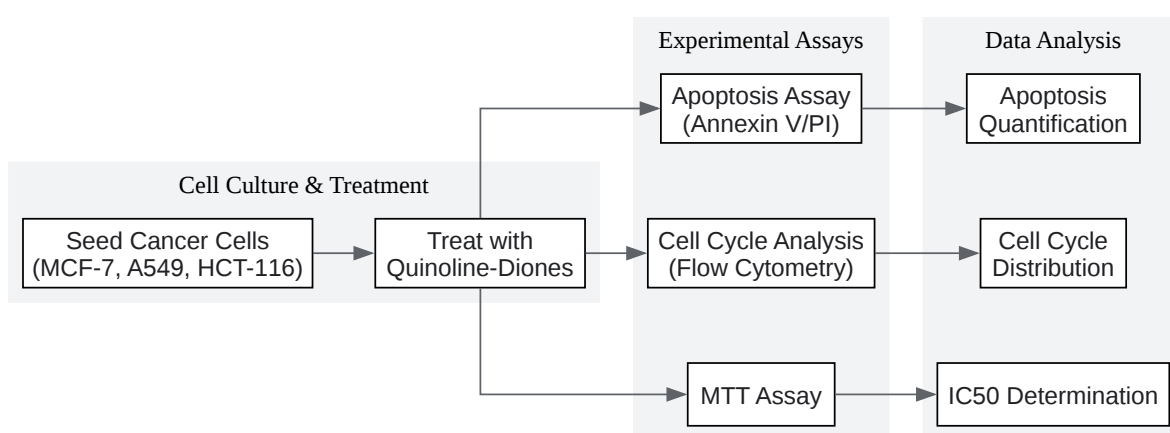 Experimental Assays
Data Analysis
Apoptosis Assay
(Annexin V/PI)
Apoptosis
Quantification
Cell Culture & Treatment
Seed Cancer Cells
(MCF-7, A549, HCT-116)
Treat with
Quinoline-Diones
Cell Cycle Analysis
(Flow Cytometry)
Cell Cycle
Distribution
MTT Assay
IC50 Determination